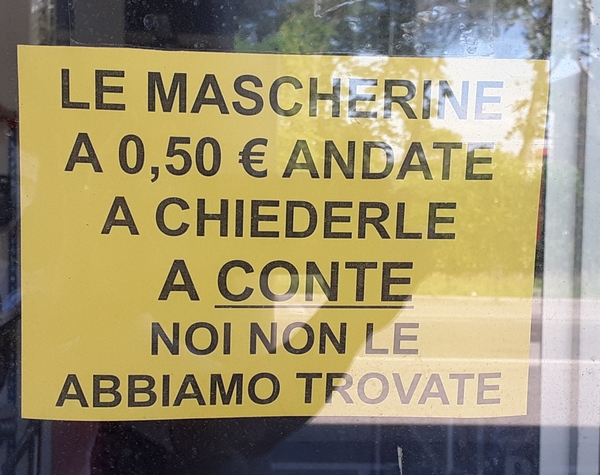 LE MASCHERINE
A 0,50 € ANDATE
A CHIEDERLE
A CONTE
NOI NON LE
ABBIAMO TROVATE